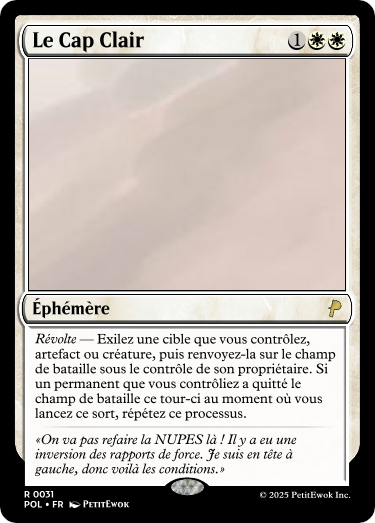 Le Cap Clair 1
Éphémère
Révolte — Exilez une cible que vous contrôlez,
artefact ou créature, puis renvoyez-la sur le champ
de bataille sous le contrôle de son propriétaire. Si
un permanent que vous contrôliez a quitté le
champ de bataille ce tour-ci au moment où vous
lancez ce sort, répétez ce processus.
«On va pas refaire la NUPES là ! Il y a eu une
inversion des rapports de force. Je suis en tête à
gauche, donc voilà les conditions.»
R 0031
POL • FR PetitEwok
© 2025 PetitEwok Inc.